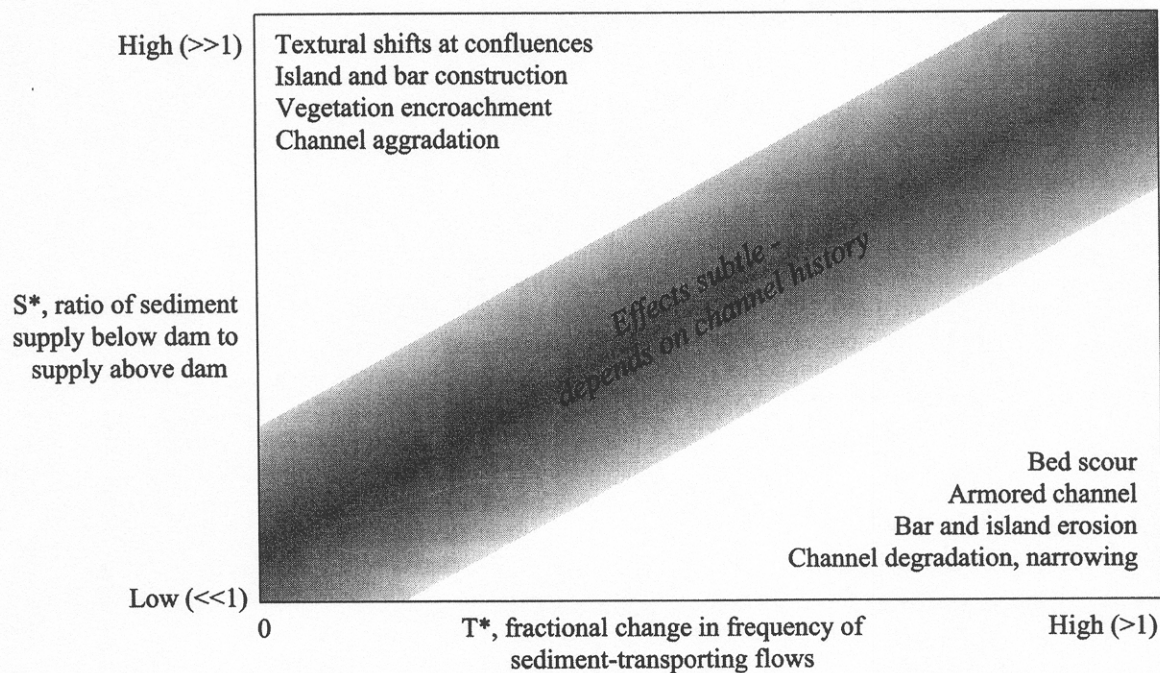 High (>>1)
Textural shifts at confluences
Island and bar construction
Vegetation encroachment
Channel aggradation
Effects subtle -
depends on channel history
S*, ratio of sediment
supply below dam to
supply above dam
Bed scour
Armored channel
Bar and island erosion
Channel degradation, narrowing
Low (<<1)
0
T*, fractional change in frequency of
sediment-transporting flows
High (>1)